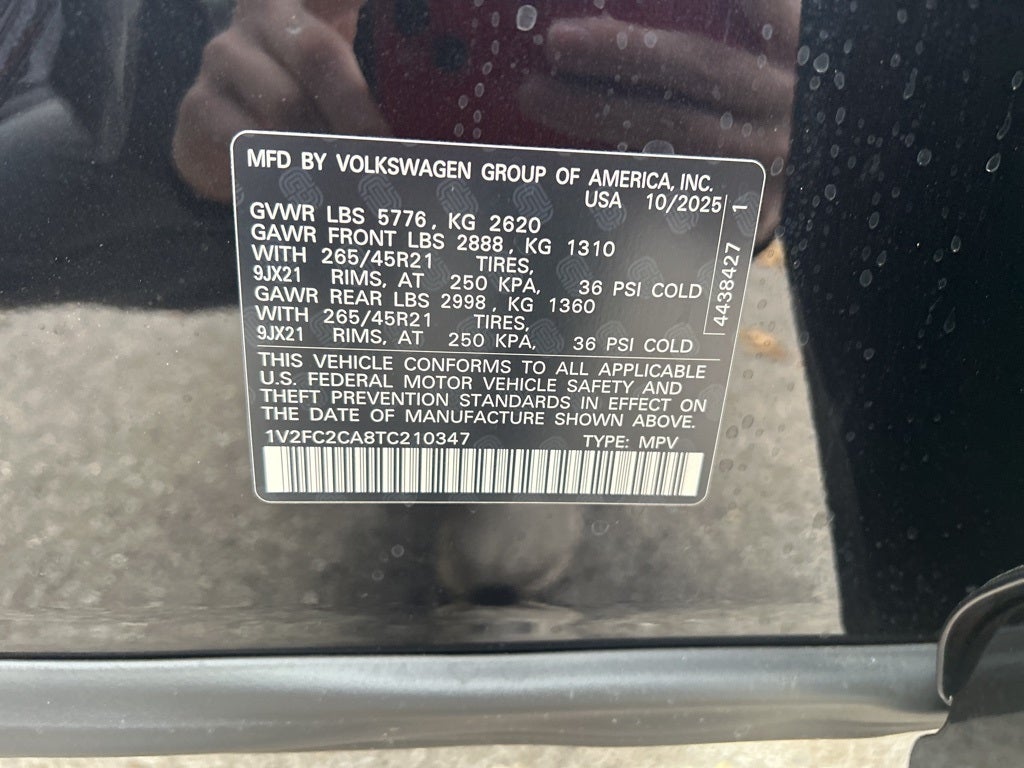 MFD BY VOLKSWAGEN GROUP OF AMERICA, INC.
USA 10/2025
GVWR LBS 5776, KG 2620
GAWR FRONT LBS 2888, KG 1310
WITH 265/45R21 TIRES,
9JX21 RIMS, AT 250 KPA, 36 PSI COLD
GAWR REAR LBS 2998, KG 1360
WITH 265/45R21 TIRES,
9JX21 RIMS, AT 250 KPA, 36 PSI COLD
4438427 1
THIS VEHICLE CONFORMS TO ALL APPLICABLE
U.S. FEDERAL MOTOR VEHICLE SAFETY AND
THEFT PREVENTION STANDARDS IN EFFECT ON
THE DATE OF MANUFACTURE SHOWN ABOVE.
1V2FC2CA8TC210347 TYPE: MPV